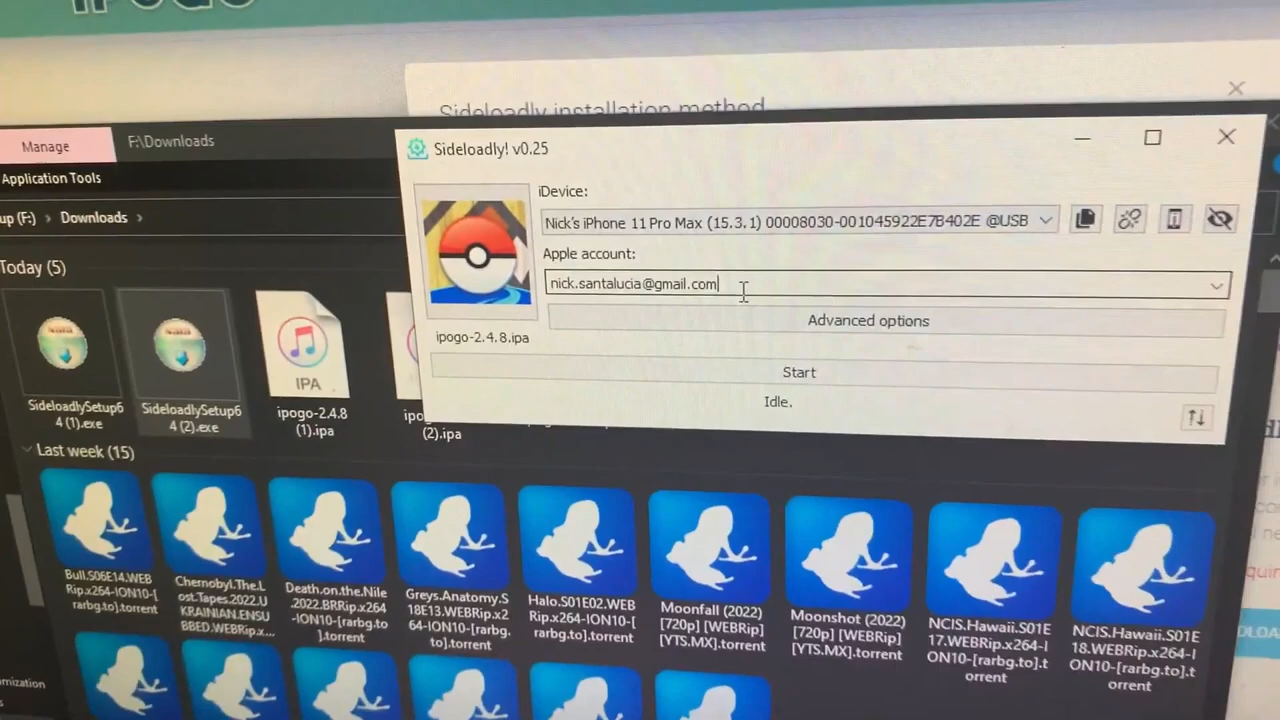 iPOGO
Sideloadly installation method
Manage
F:\Downloads
Application Tools
up (F:) > Downloads >
Today (5)
SideloadlySetup6
4 (1).exe
SideloadlySetup6
4 (2).exe
IPA
ipogo-2.4.8
(1).ipa
(2).ipa
Sideloadly! v0.25
iDevice:
Nick's iPhone 11 Pro Max (15.3.1) 00008030-001045922E7B402E @USB
Apple account:
nick.santalucia@gmail.com
Advanced options
ipogo-2.4.8.ipa
Start
Idle.
Last week (15)
Bull.S06E14.WEB
Rip.x264-ION10-[
rarbg.to].torrent
Chernobyl.The.L
ost.Tapes.2022.U
KRAINIAN.ENSU
BBED.WEBRip.x...
Death.on.the.Nile
.2022.BRRip.x264
-ION10-[rarbg.to
].torrent
Greys.Anatomy.S
18E13.WEBRip.x2
64-ION10-[rarbg.
to].torrent
Halo.S01E02.WEB
Rip.x264-ION10-[
rarbg.to].torrent
Moonfall (2022)
[720p] [WEBRip]
[YTS.MX].torrent
Moonshot (2022)
[720p] [WEBRip]
[YTS.MX].torrent
NCIS.Hawaii.S01E
17.WEBRip.x264-I
ON10-[rarbg.to].t
orrent
NCIS.Hawaii.S01E
18.WEBRip.x264-I
ON10-[rarbg.to].t
orrent